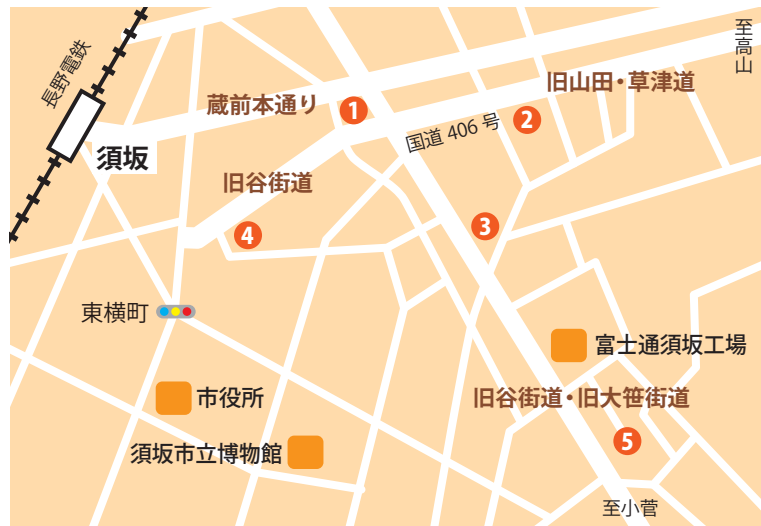 至高山
長野電鉄
旧山田・草津道
蔵前本通り
1
2
国道 406 号
須坂
旧谷街道
3
4
東横町
富士通須坂工場
市役所
旧谷街道・旧大笹街道
5
須坂市立博物館
至小菅